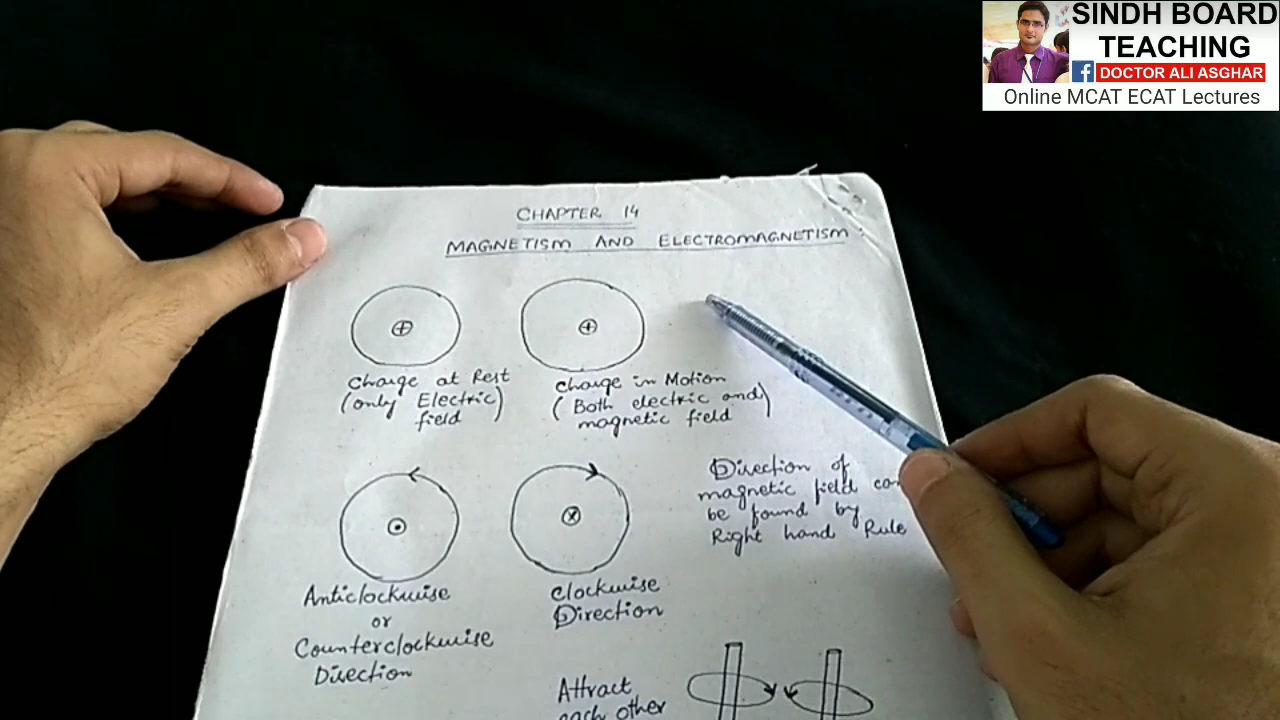 SINDH BOARD
TEACHING
DOCTOR ALI ASGHAR
Online MCAT ECAT Lectures
CHAPTER 14
MAGNETISM AND ELECTROMAGNETISM
Charge at Rest
(only Electric)
field
Charge in Motion
(Both electric and)
magnetic field
Direction of
magnetic field can
be found by
Right hand Rule
Anticlockwise
or
Counterclockwise
Direction
Clockwise
Direction
Attract
each other